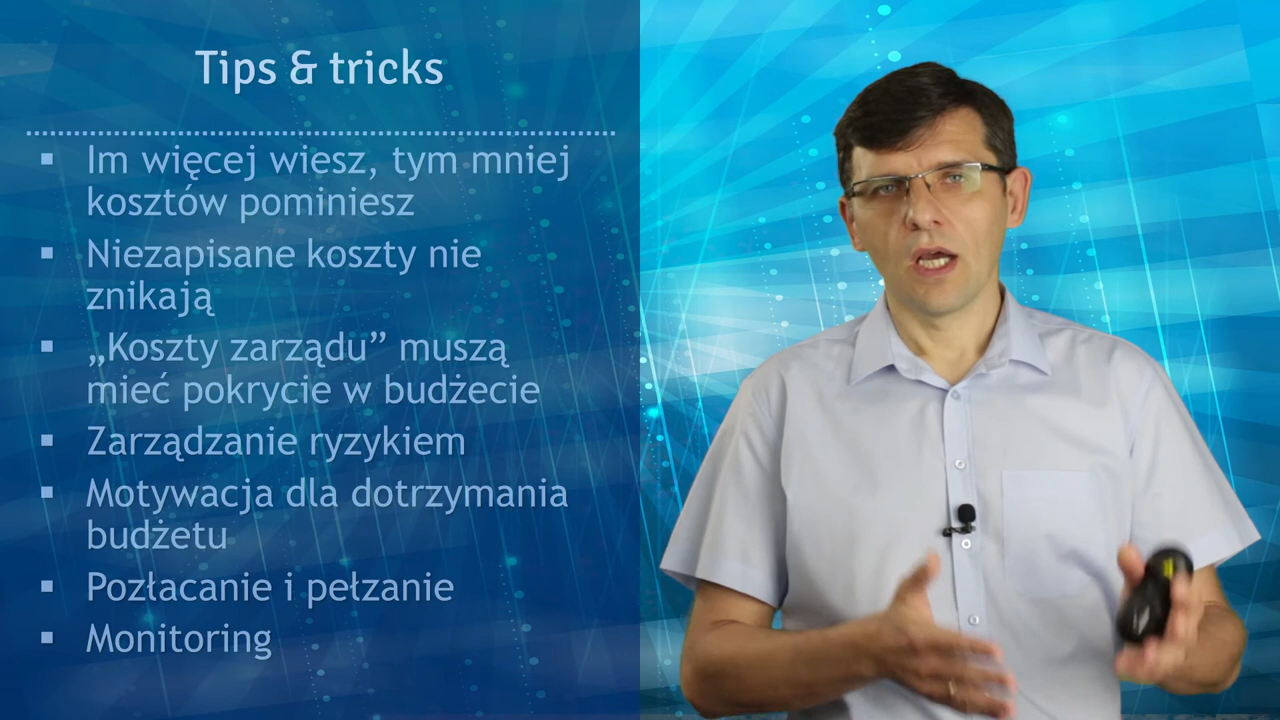 Tips & tricks
▪ Im więcej wiesz, tym mniej
kosztów pominiesz
▪ Niezapisane koszty nie
znikają
▪ „Koszty zarządu” muszą
mieć pokrycie w budżecie
▪ Zarządzanie ryzykiem
▪ Motywacja dla dotrzymania
budżetu
▪ Pozłacanie i pełzanie
▪ Monitoring